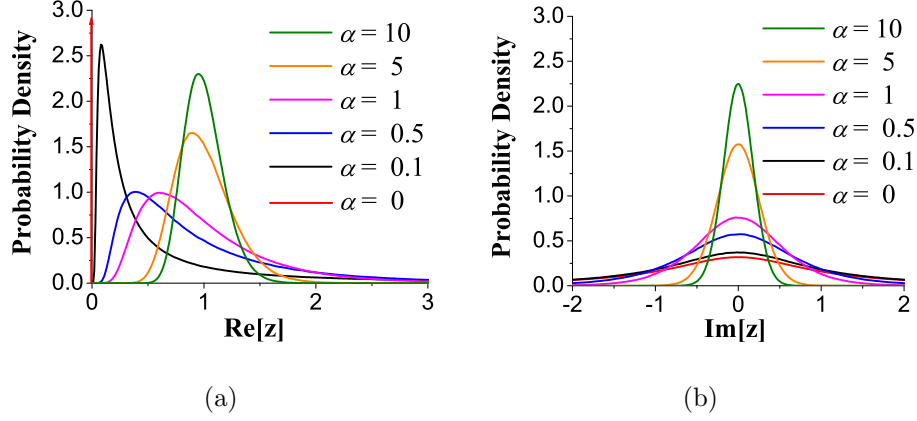 Probability Density
3.0
2.5
2.0
1.5
1.0
0.5
0.0
α = 10
α = 5
α = 1
α = 0.5
α = 0.1
α = 0
0 1 2 3
Re[z]
(a)
Probability Density
3.0
2.5
2.0
1.5
1.0
0.5
0.0
α = 10
α = 5
α = 1
α = 0.5
α = 0.1
α = 0
-2 -1 0 1 2
Im[z]
(b)